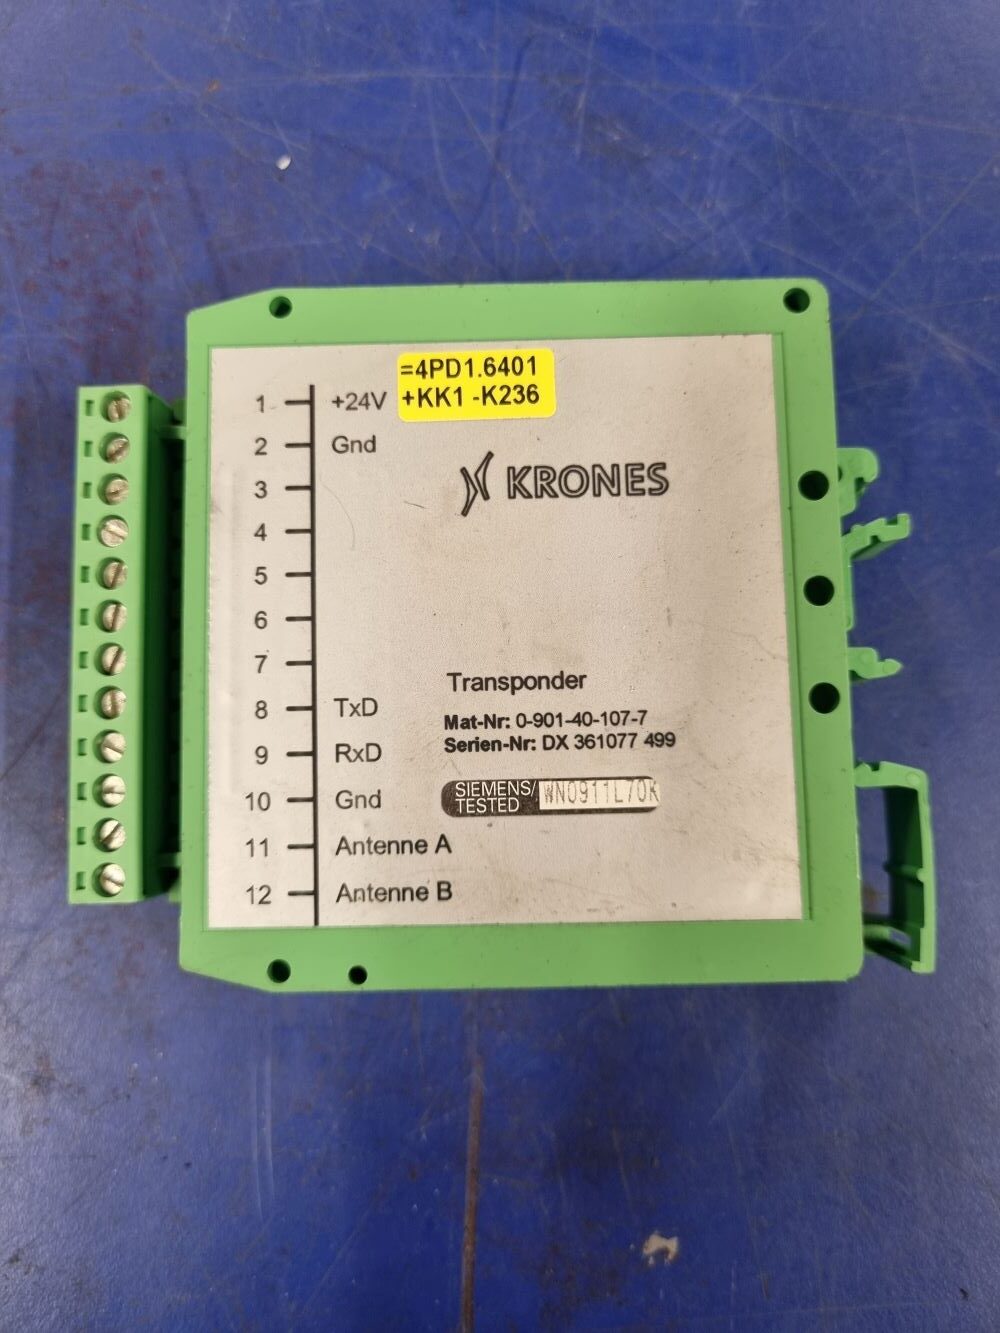 =4PD1.6401
+KK1 -K236
1 +24V
2 Gnd
KRONES
3
4
5
6
7
Transponder
8 TxD
Mat-Nr: 0-901-40-107-7
Serien-Nr: DX 361077 499
9 RxD
SIEMENS/
TESTED
WN0911L70K
10 Gnd
11 Antenne A
12 Antenne B